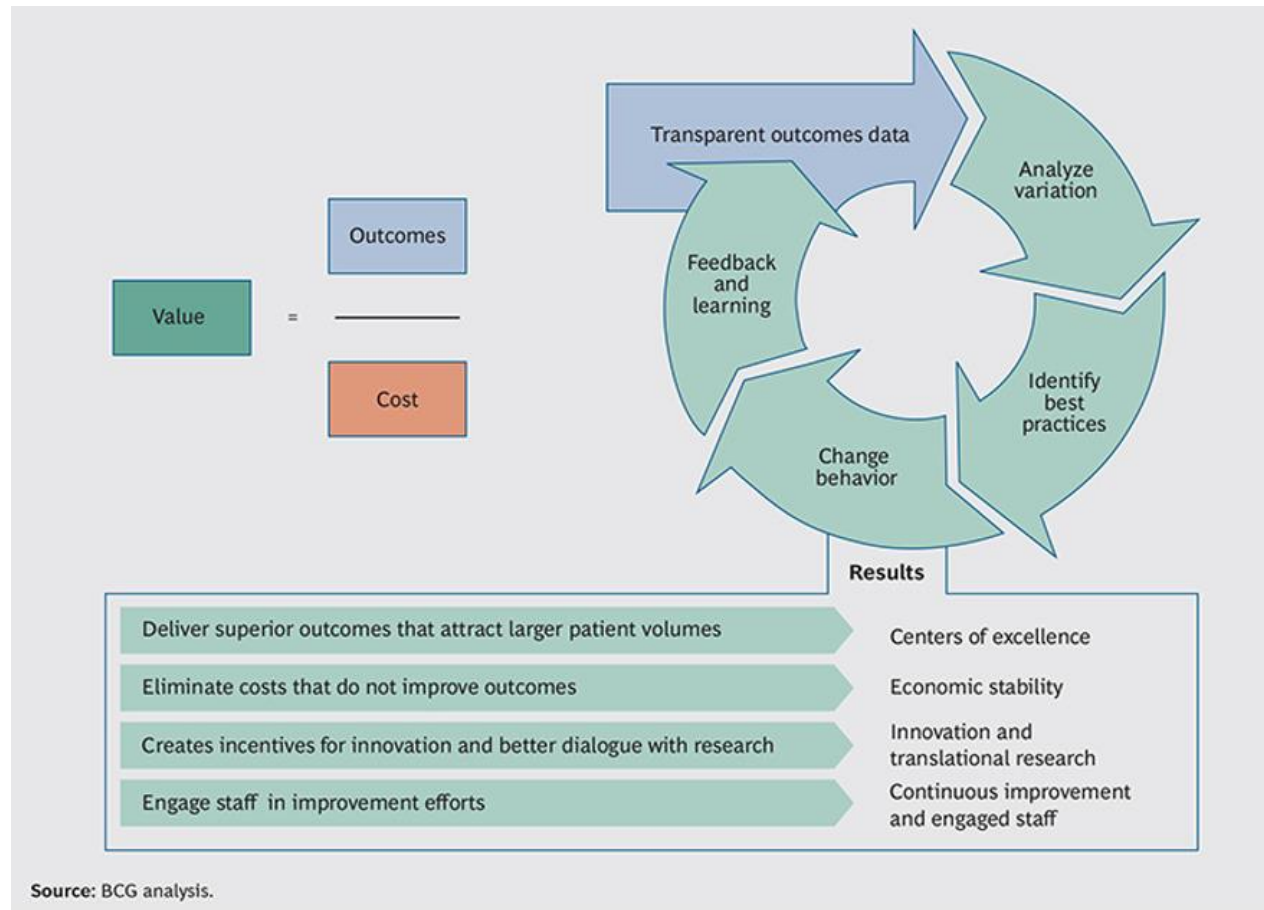 Transparent outcomes data
Analyze
variation
Outcomes
Feedback
and
learning
Value
=
Cost
Identify
best
practices
Change
behavior
Results
Deliver superior outcomes that attract larger patient volumes
Centers of excellence
Eliminate costs that do not improve outcomes
Economic stability
Creates incentives for innovation and better dialogue with research
Innovation and
translational research
Engage staff in improvement efforts
Continuous improvement
and engaged staff
Source: BCG analysis.